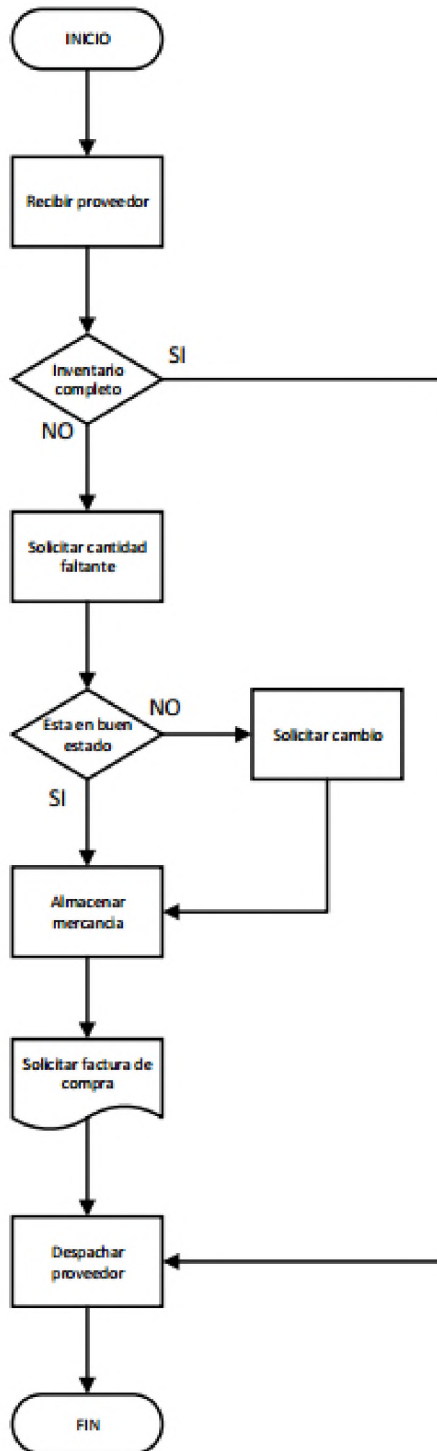 INICIO
Recibir proveedor
Inventario
completo
SI
NO
Solicitar cantidad
faltante
Esta en buen
estado
NO
Solicitar cambio
SI
Almacenar
mercancia
Solicitar factura de
compra
Despachar
proveedor
FIN